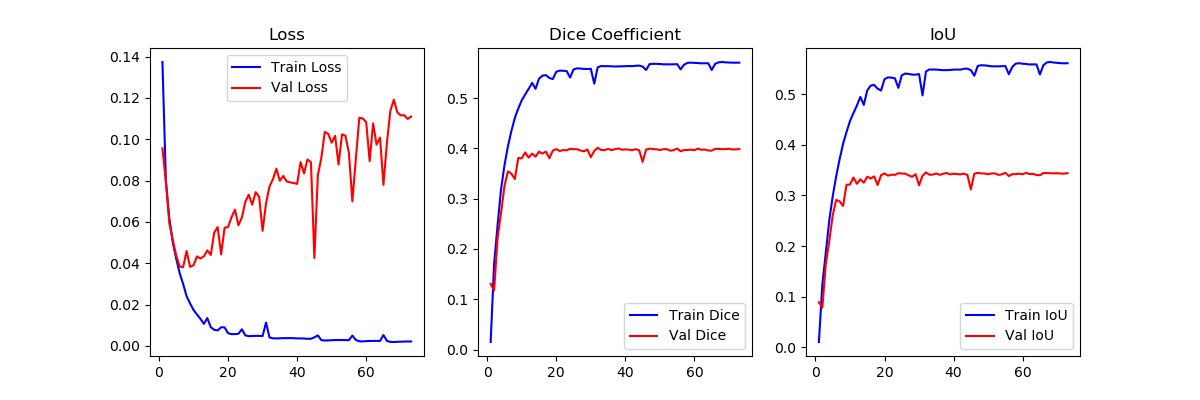 Loss
0.14
0.12
0.10
0.08
0.06
0.04
0.02
0.00
0 20 40 60
Train Loss
Val Loss
Dice Coefficient
0.5
0.4
0.3
0.2
0.1
0.0
0 20 40 60
Train Dice
Val Dice
IoU
0.5
0.4
0.3
0.2
0.1
0.0
0 20 40 60
Train IoU
Val IoU